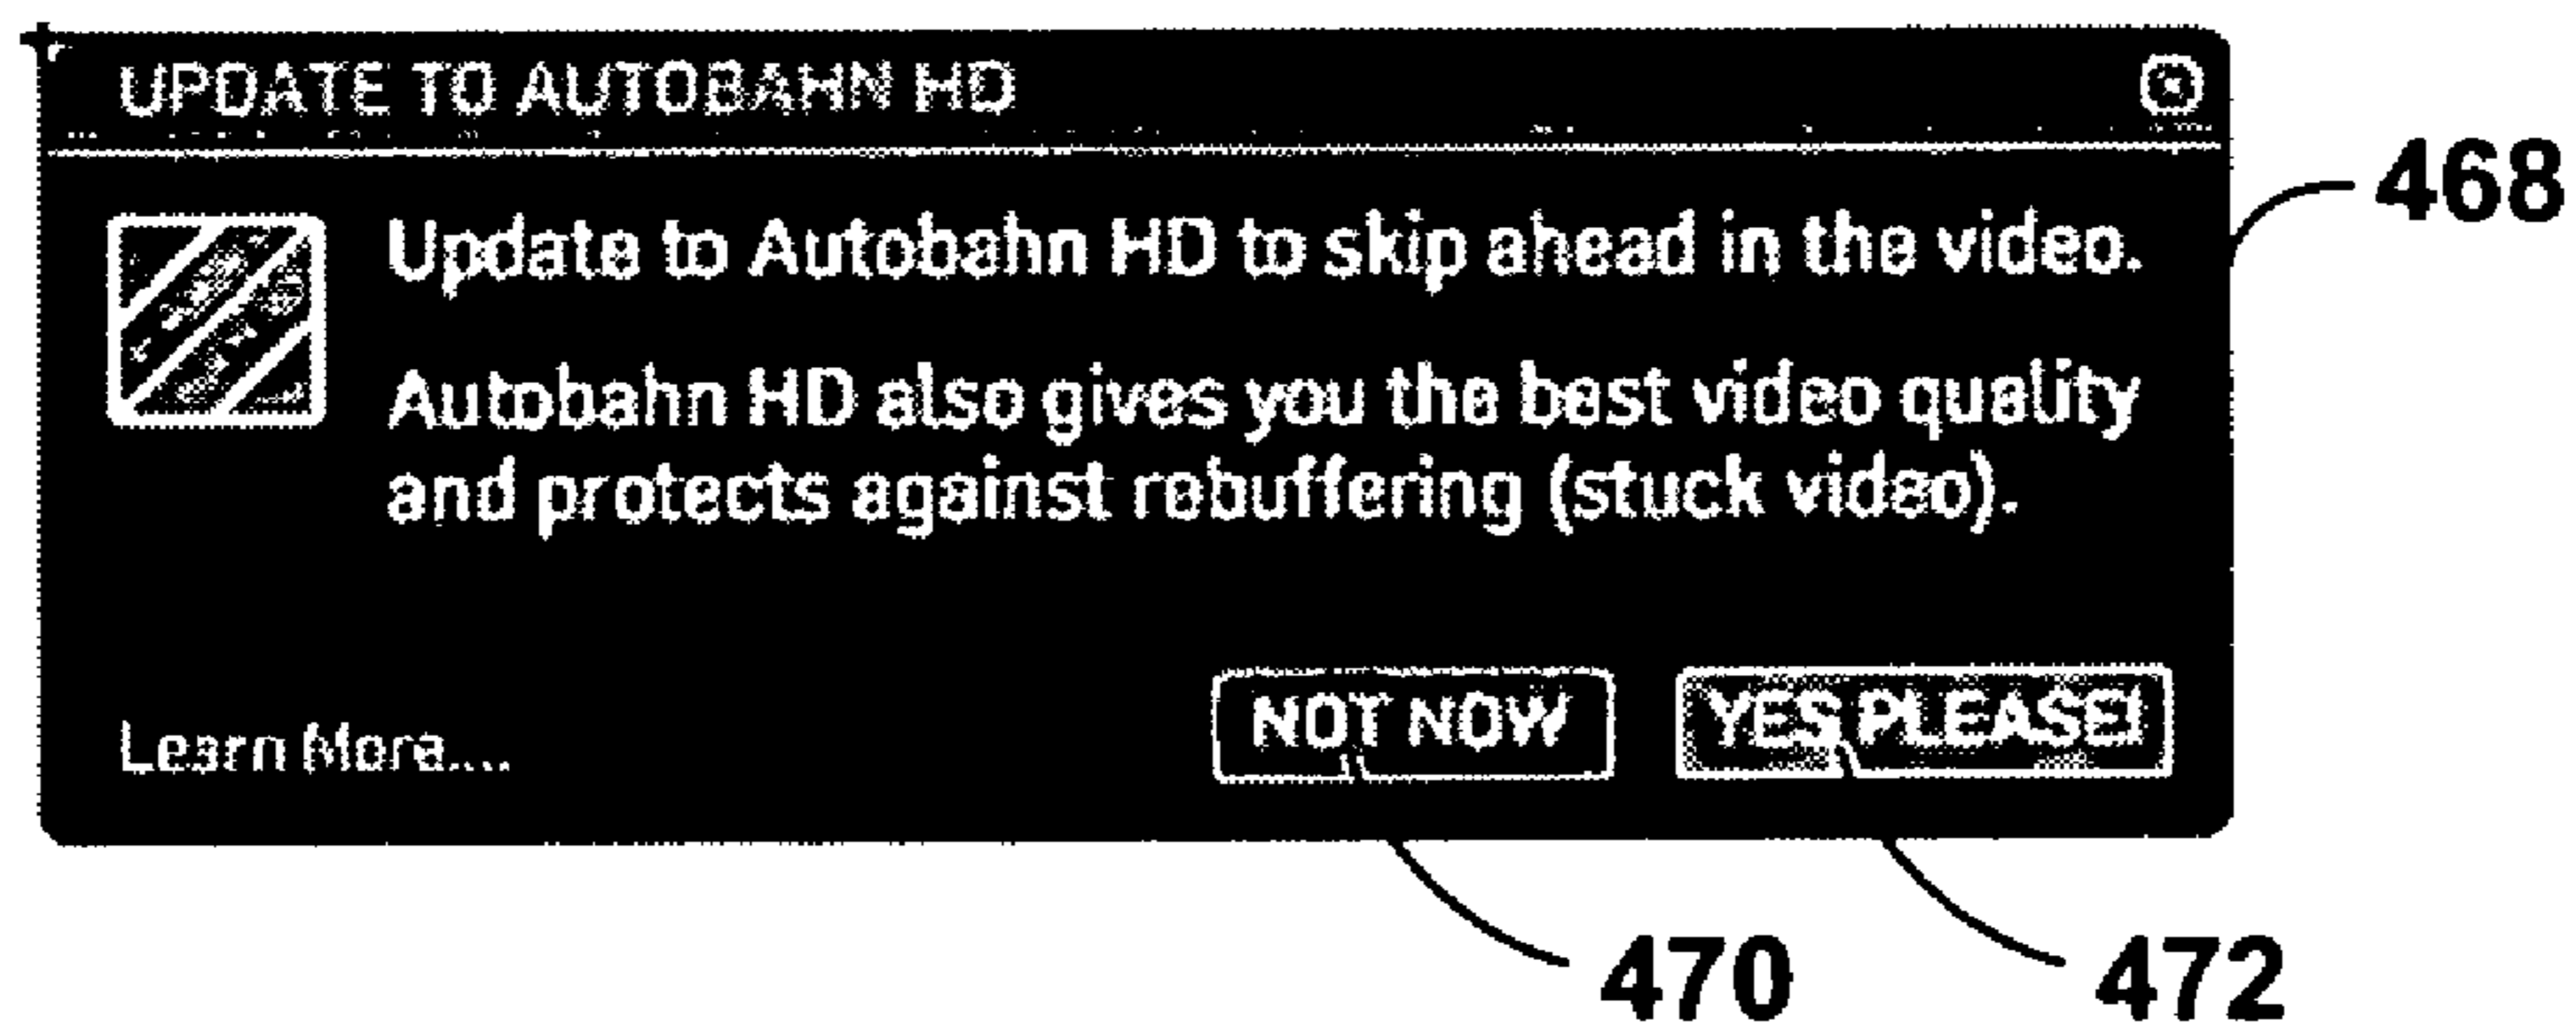 UPDATE TO AUTOBAHN HD
468
Update to Autobahn HD to skip ahead in the video.
Autobahn HD also gives you the best video quality
and protects against rebuffering (stuck video).
Learn More....
NOT NOW
YES PLEASE!
470
472